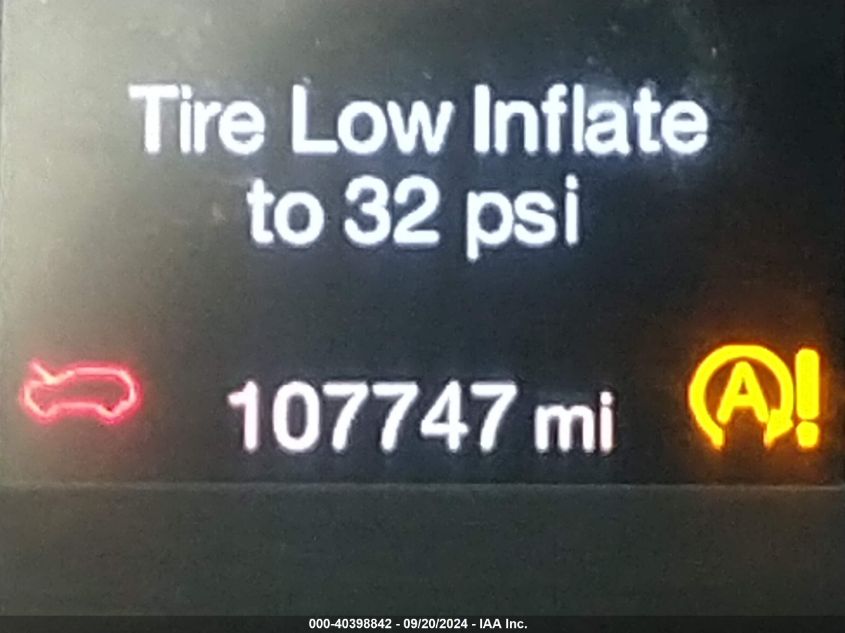 Tire Low Inflate
to 32 psi
107747 mi
A!
000-40398842 - 09/20/2024 - IAA Inc.